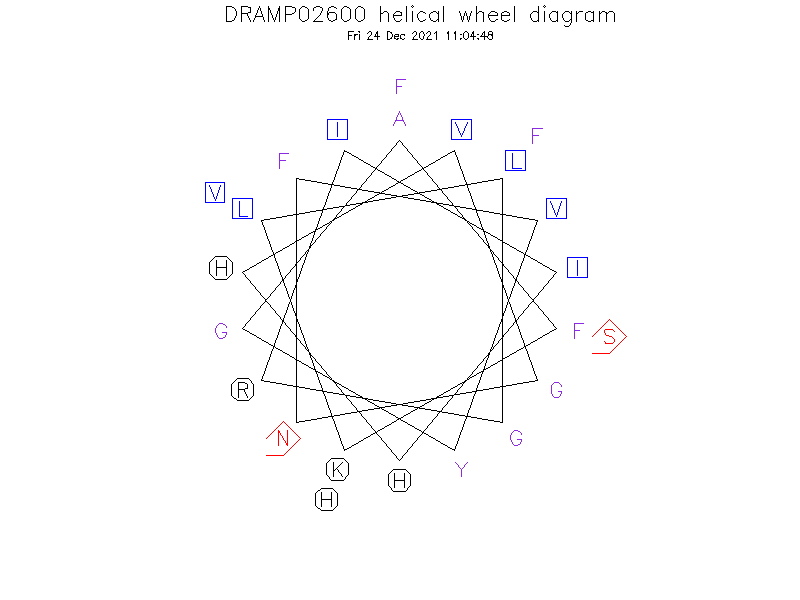 DRAMP02600 helical wheel diagram
Fri 24 Dec 2021 11:04:48
F
A
I V F
F L
V L V
H I
G F S
R G
N G
K H Y
H